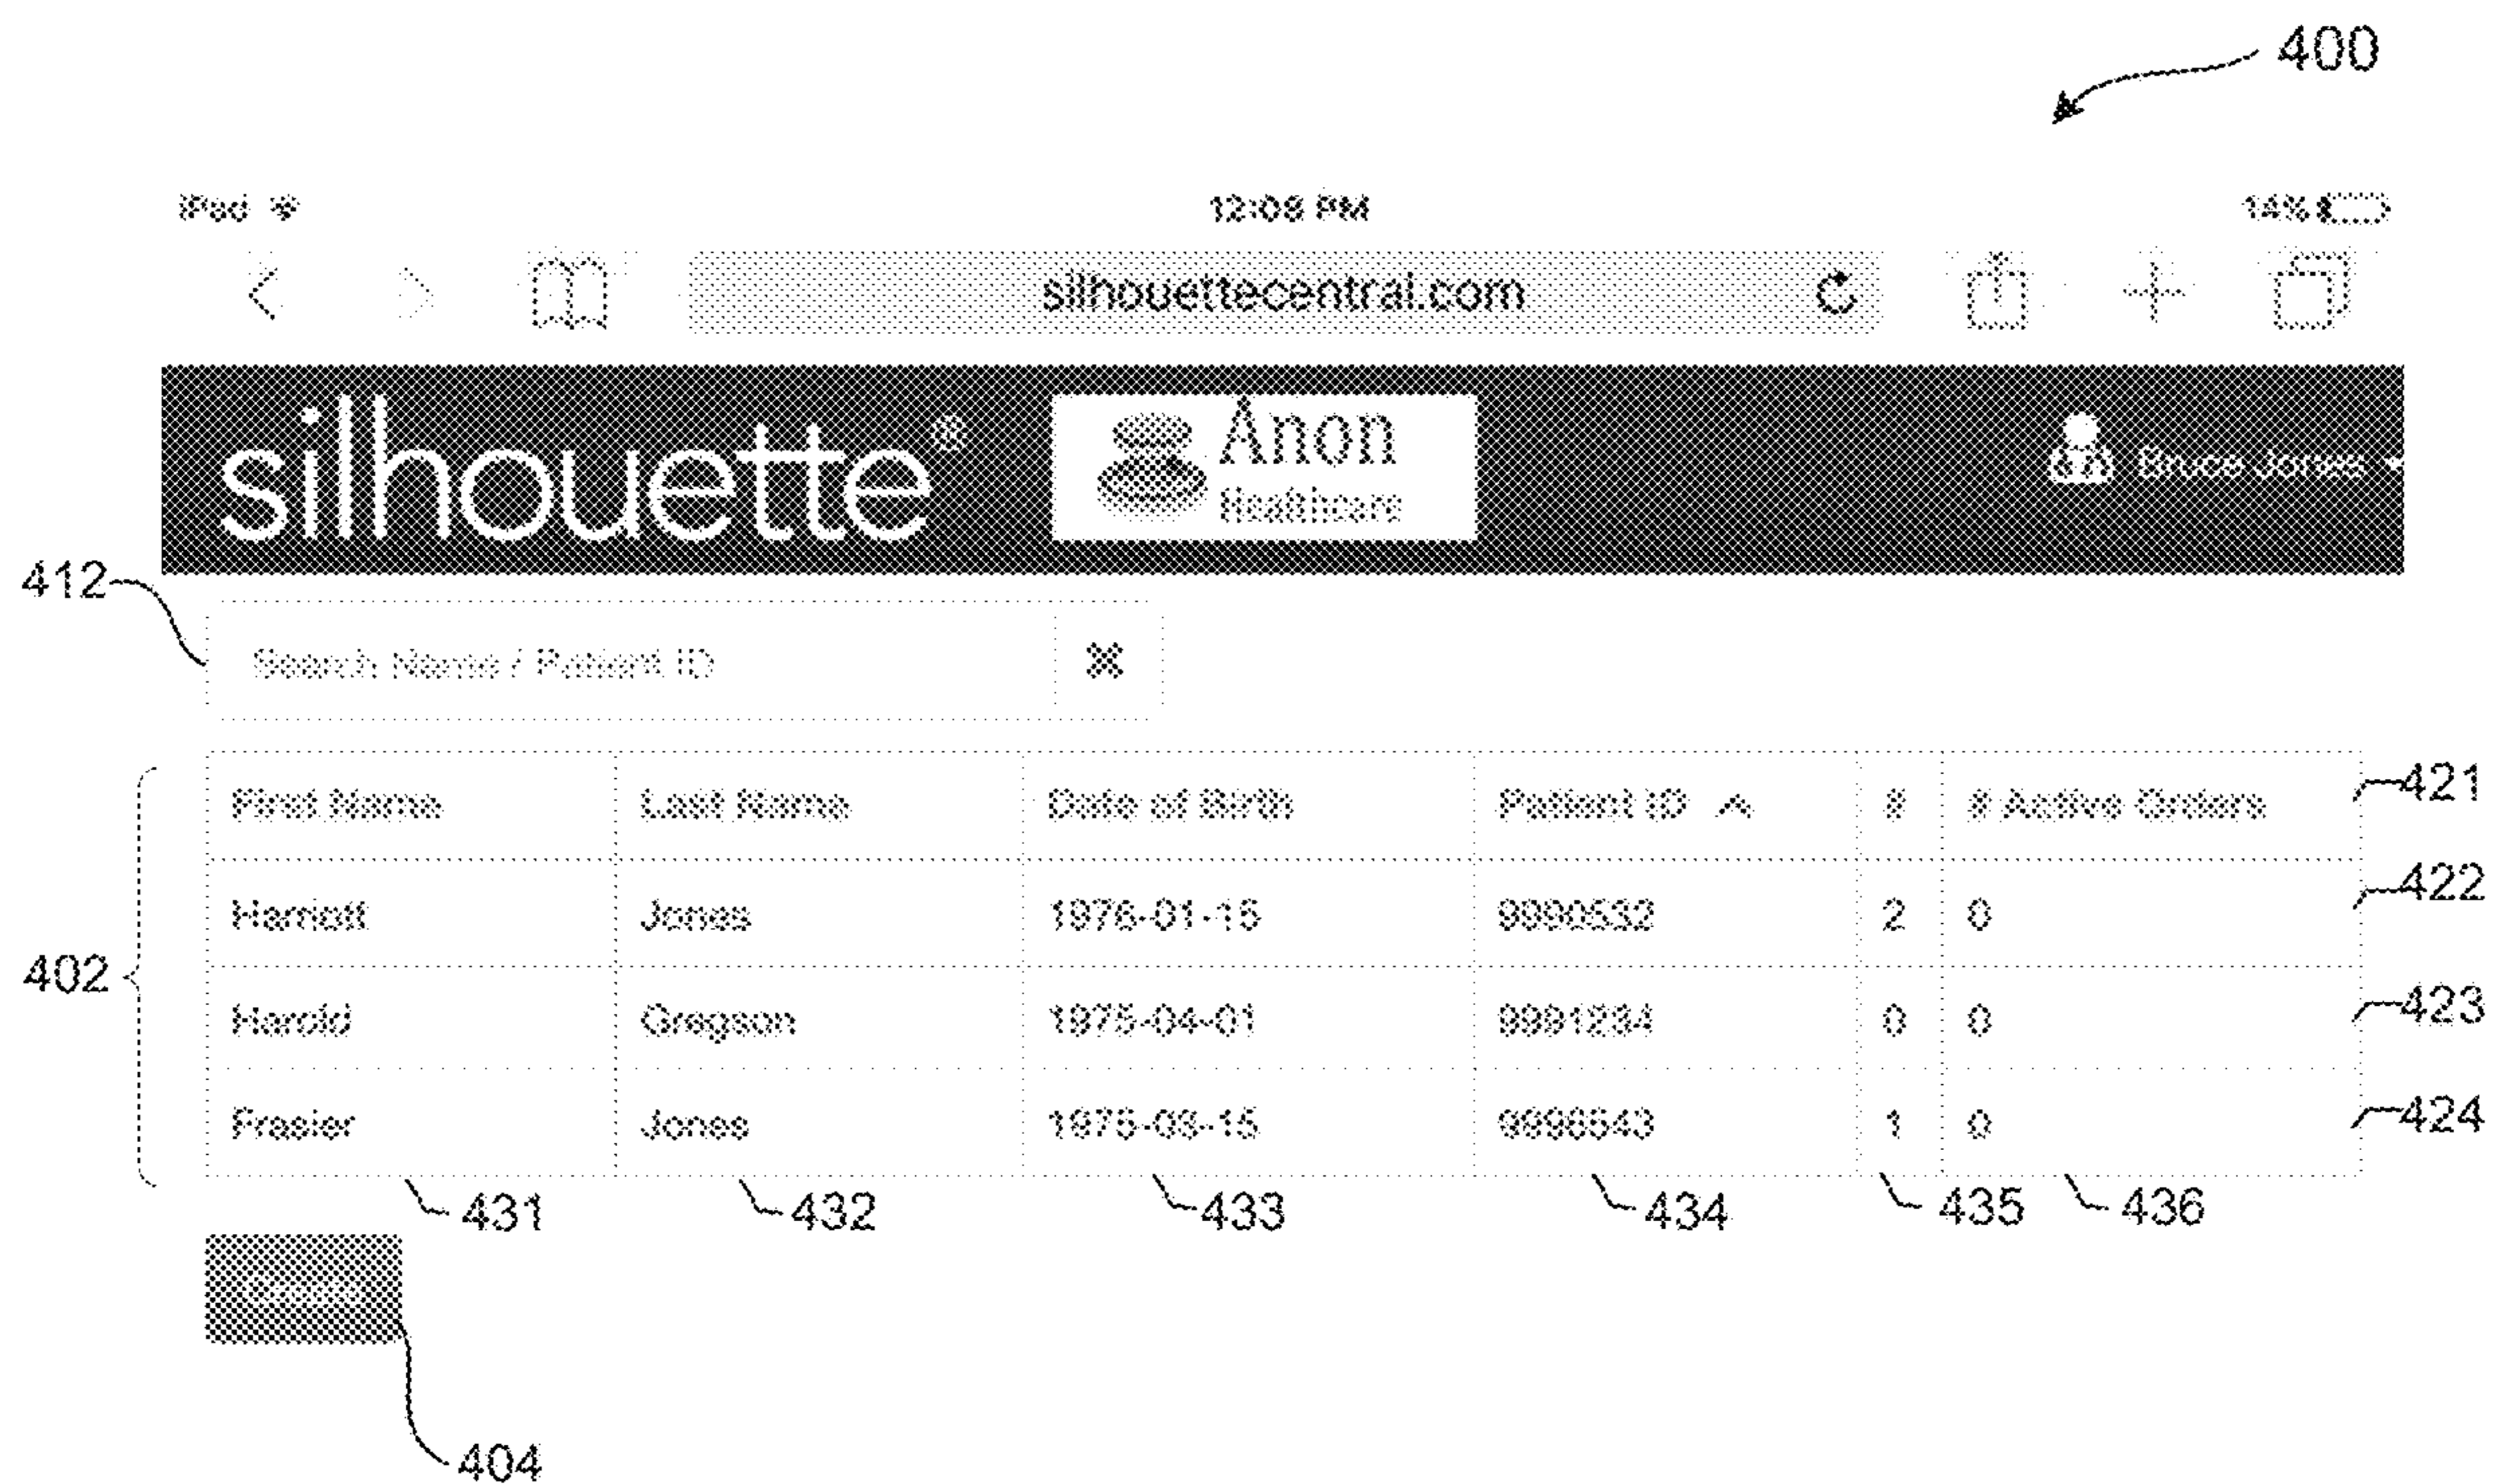 400
iPad 12:08 PM 14%
silhouettecentral.com
silhouette® Anon
Healthcare
Bruce Jones
412
Search Name / Patient ID
First Name Last Name Date of Birth Patient ID # # Active Orders 421
Harriott Jones 1976-01-15 9990532 2 0 422
402
Harold Gregson 1975-04-01 9991234 0 0 423
Frasier Jones 1975-03-15 9998543 1 0 424
431 432 433 434 435 436
404